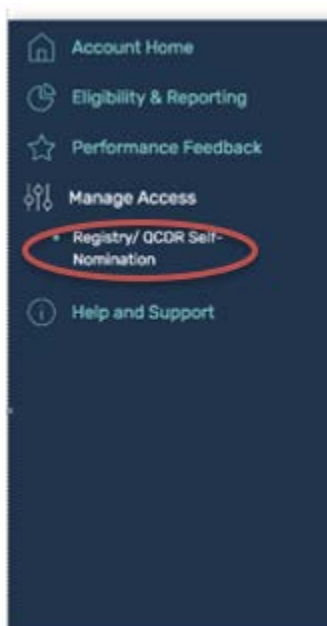 Account Home
Eligibility & Reporting
Performance Feedback
Manage Access
Registry/ QCDR Self-
Nomination
Help and Support